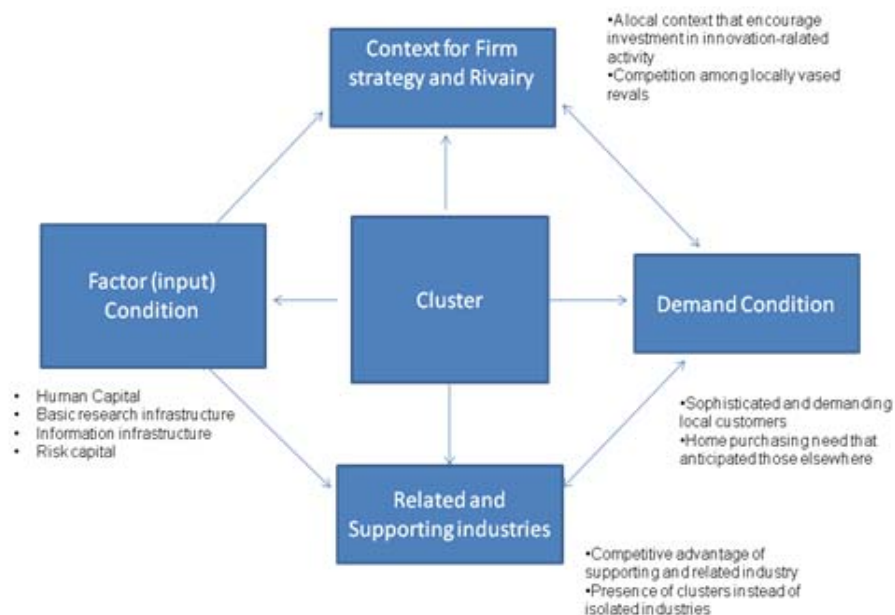 Context for Firm
strategy and Rivairy
•A local context that encourage
investment in innovation-ralated
activity
•Competition among locally vased
revals
Factor (input)
Condition
Cluster
Demand Condition
• Human Capital
• Basic research infrastructure
• Information infrastructure
• Risk capital
•Sophisticated and demanding
local customers
•Home purchasing need that
anticipated those elsewhere
Related and
Supporting industries
•Competitive advantage of
supporting and related industry
•Presence of clusters instead of
isolated industries